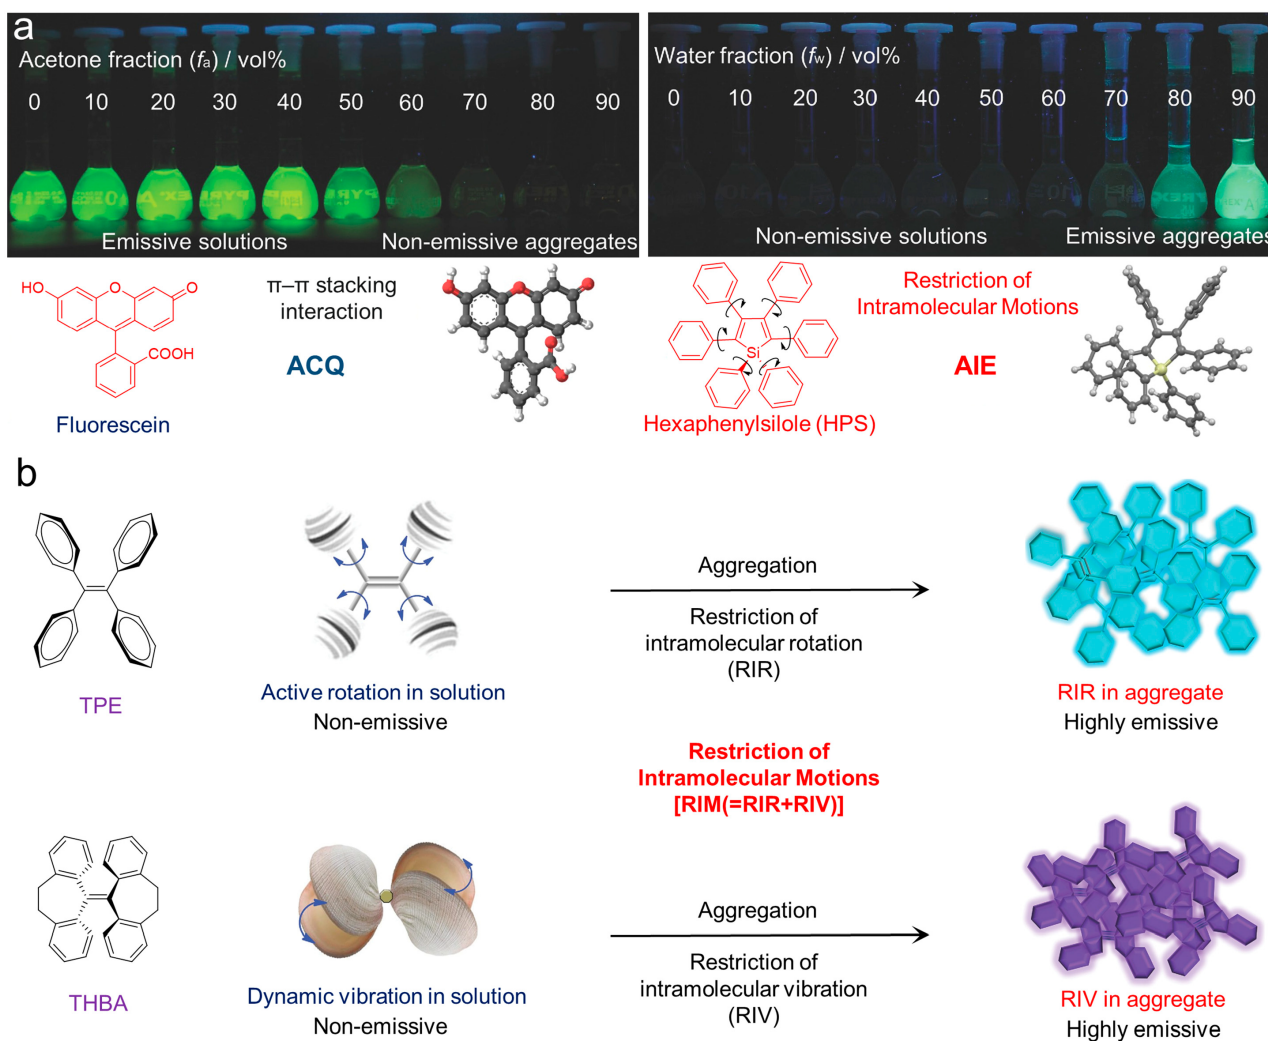 a
Acetone fraction (fa) / vol%
0 10 20 30 40 50 60 70 80 90
Emissive solutions
Non-emissive aggregates
Water fraction (fw) / vol%
0 10 20 30 40 50 60 70 80 90
Non-emissive solutions
Emissive aggregates
HO
O
O
COOH
Fluorescein
π–π stacking
interaction
ACQ
Si
Hexaphenylsilole (HPS)
Restriction of
Intramolecular Motions
AIE
b
TPE
Active rotation in solution
Non-emissive
Aggregation
Restriction of
intramolecular rotation
(RIR)
RIR in aggregate
Highly emissive
Restriction of
Intramolecular Motions
[RIM(=RIR+RIV)]
THBA
Dynamic vibration in solution
Non-emissive
Aggregation
Restriction of
intramolecular vibration
(RIV)
RIV in aggregate
Highly emissive